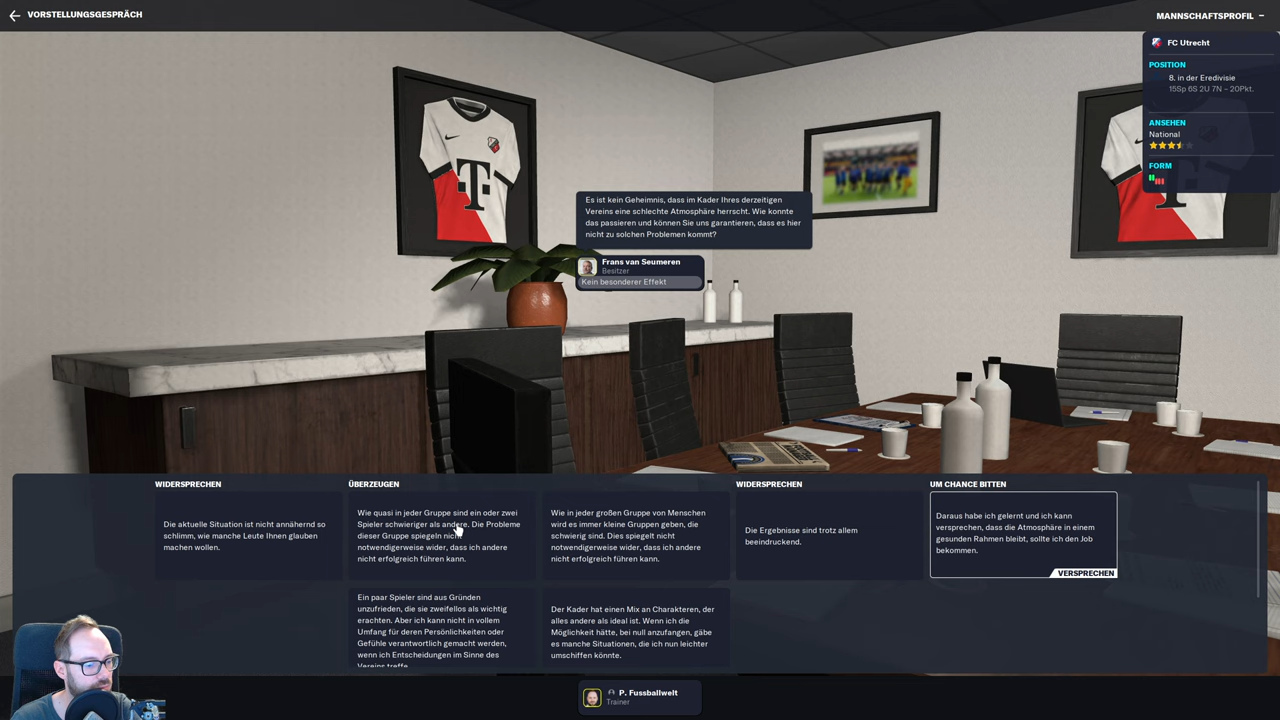 VORSTELLUNGSGESPRÄCH
MANNSCHAFTSPROFIL –
FC Utrecht
POSITION
8. in der Eredivisie
15Sp 6S 2U 7N – 20Pkt.
ANSEHEN
National
FORM
Es ist kein Geheimnis, dass im Kader Ihres derzeitigen
Vereins eine schlechte Atmosphäre herrscht. Wie konnte
das passieren und können Sie uns garantieren, dass es hier
nicht zu solchen Problemen kommt?
Frans van Seumeren
Besitzer
Kein besonderer Effekt
WIDERSPRECHEN
Die aktuelle Situation ist nicht annähernd so
schlimm, wie manche Leute Ihnen glauben
machen wollen.
ÜBERZEUGEN
Wie quasi in jeder Gruppe sind ein oder zwei
Spieler schwieriger als andere. Die Probleme
dieser Gruppe spiegeln nicht
notwendigerweise wider, dass ich andere
nicht erfolgreich führen kann.
Wie in jeder großen Gruppe von Menschen
wird es immer kleine Gruppen geben, die
schwierig sind. Dies spiegelt nicht
notwendigerweise wider, dass ich andere
nicht erfolgreich führen kann.
WIDERSPRECHEN
Die Ergebnisse sind trotz allem
beeindruckend.
UM CHANCE BITTEN
Daraus habe ich gelernt und ich kann
versprechen, dass die Atmosphäre in einem
gesunden Rahmen bleibt, sollte ich den Job
bekommen.
VERSPRECHEN
Ein paar Spieler sind aus Gründen
unzufrieden, die sie zweifellos als wichtig
erachten. Aber ich kann nicht in vollem
Umfang für deren Persönlichkeiten oder
Gefühle verantwortlich gemacht werden,
wenn ich Entscheidungen im Sinne des
Vereins treffe.
Der Kader hat einen Mix an Charakteren, der
alles andere als ideal ist. Wenn ich die
Möglichkeit hätte, bei null anzufangen, gäbe
es manche Situationen, die ich nun leichter
umschiffen könnte.
P. Fussballwelt
Trainer